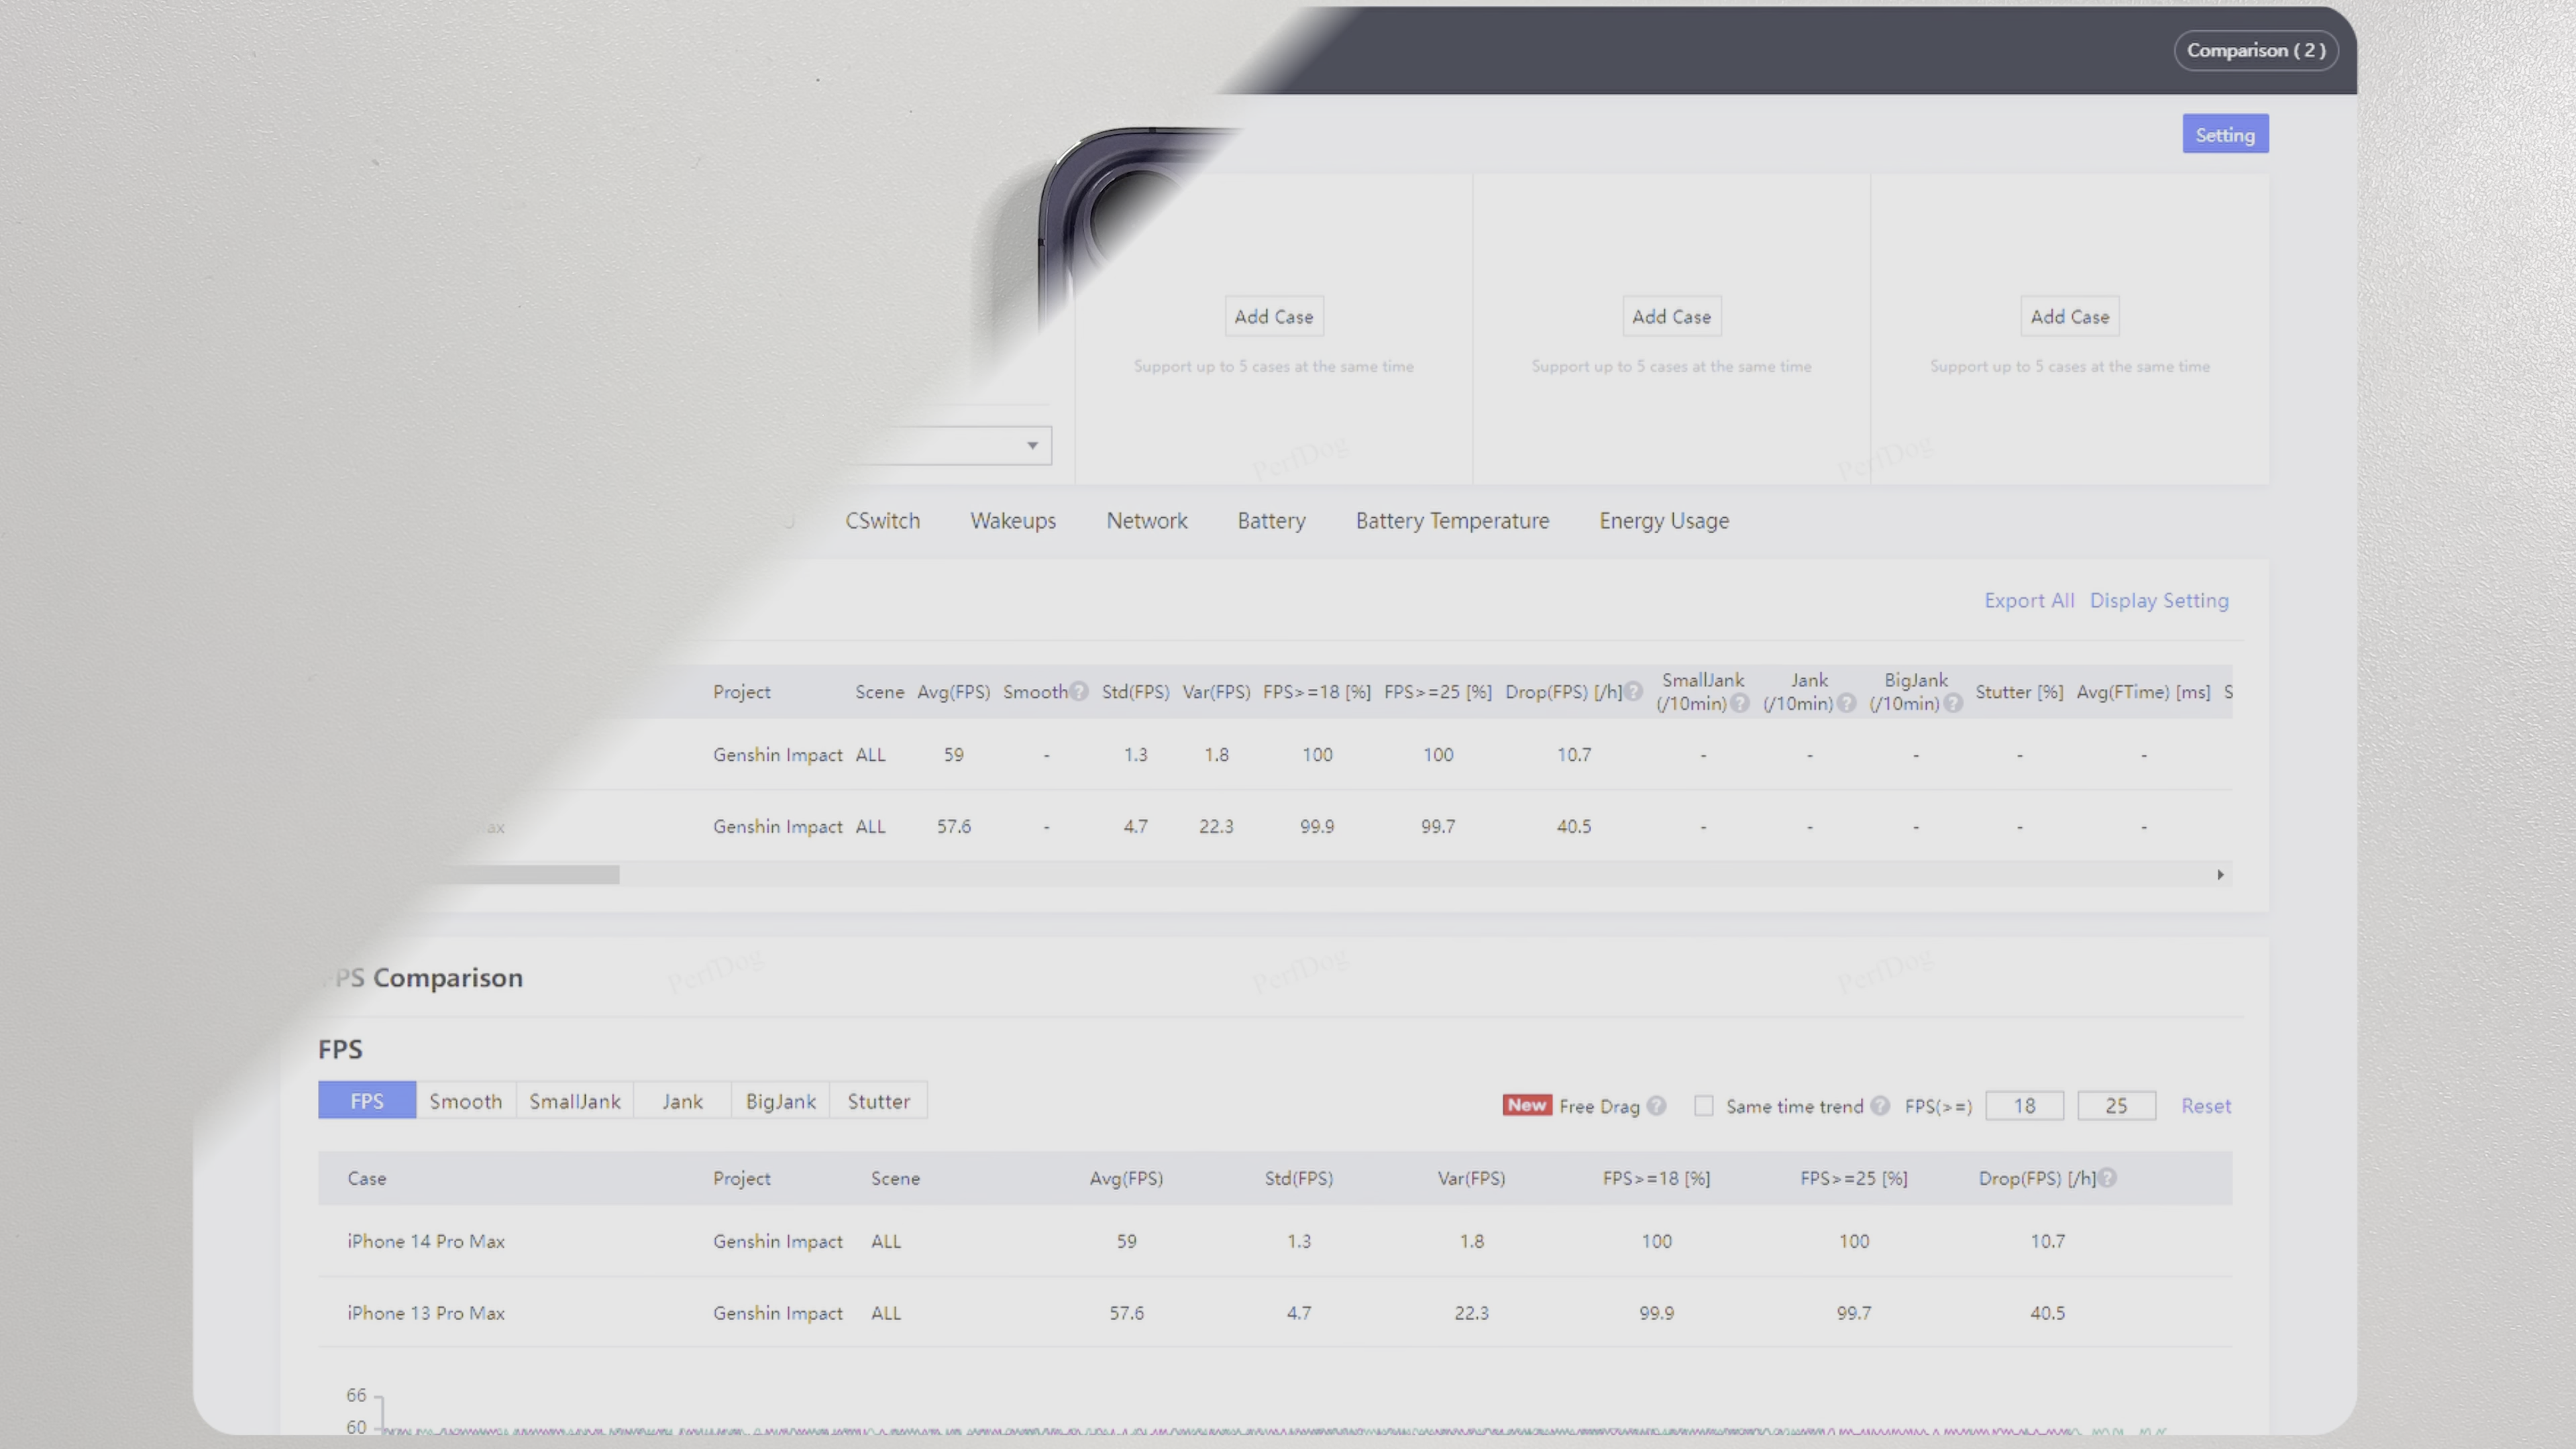 Comparison ( 2 )
Setting
Add Case Add Case Add Case
Support up to 5 cases at the same time Support up to 5 cases at the same time Support up to 5 cases at the same time
PerfDog PerfDog
CSwitch Wakeups Network Battery Battery Temperature Energy Usage
Export All Display Setting
Project Scene Avg(FPS) Smooth? Std(FPS) Var(FPS) FPS>=18 [%] FPS>=25 [%] Drop(FPS) [/h]? SmallJank (/10min)? Jank (/10min)? BigJank (/10min)? Stutter [%] Avg(FTime) [ms] S
Genshin Impact ALL 59 - 1.3 1.8 100 100 10.7 - - - - -
ax Genshin Impact ALL 57.6 - 4.7 22.3 99.9 99.7 40.5 - - - - -
PS Comparison
PerfDog PerfDog PerfDog
FPS
FPS Smooth SmallJank Jank BigJank Stutter
New Free Drag ? Same time trend ? FPS(>=) 18 25 Reset
Case Project Scene Avg(FPS) Std(FPS) Var(FPS) FPS>=18 [%] FPS>=25 [%] Drop(FPS) [/h]?
iPhone 14 Pro Max Genshin Impact ALL 59 1.3 1.8 100 100 10.7
iPhone 13 Pro Max Genshin Impact ALL 57.6 4.7 22.3 99.9 99.7 40.5
66
60